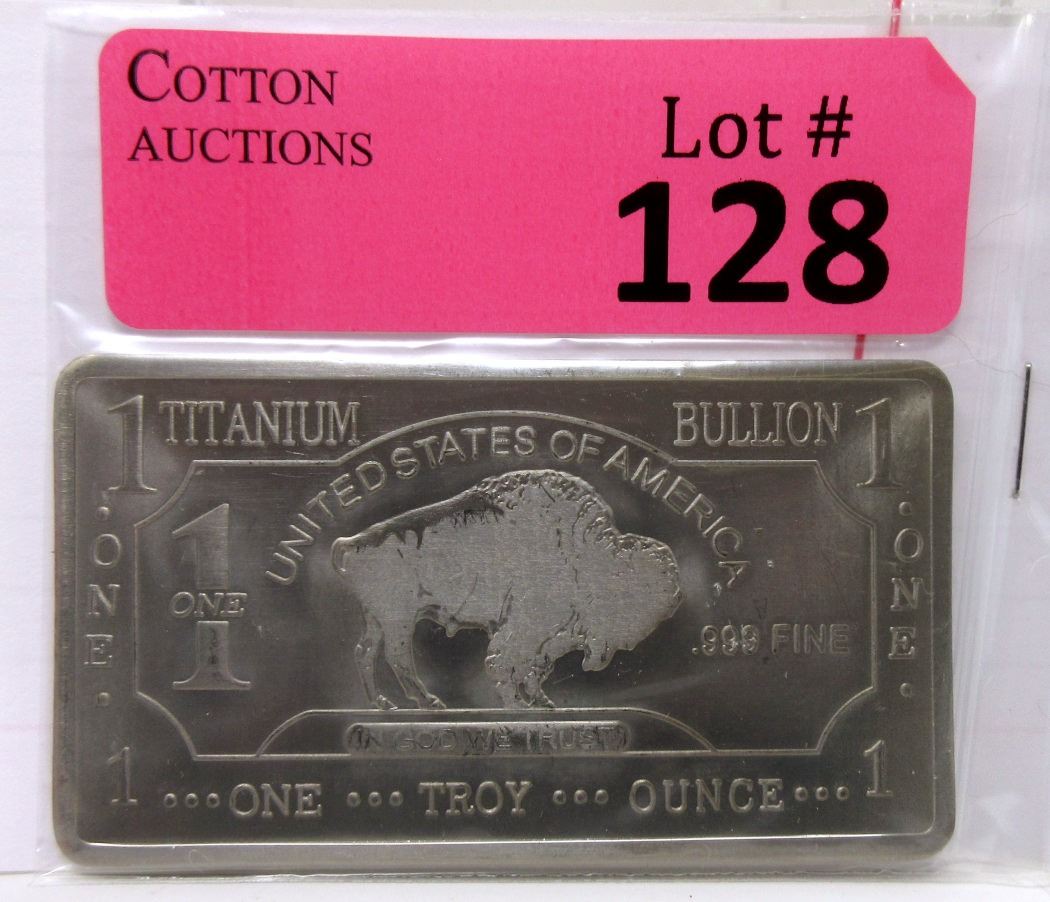 COTTON
AUCTIONS
Lot #
128
1 TITANIUM BULLION 1
UNITED STATES OF AMERICA
1
ONE
.999 FINE
· ONE ·
· ONE ·
IN GOD WE TRUST
1 ••• ONE ••• TROY ••• OUNCE ••• 1